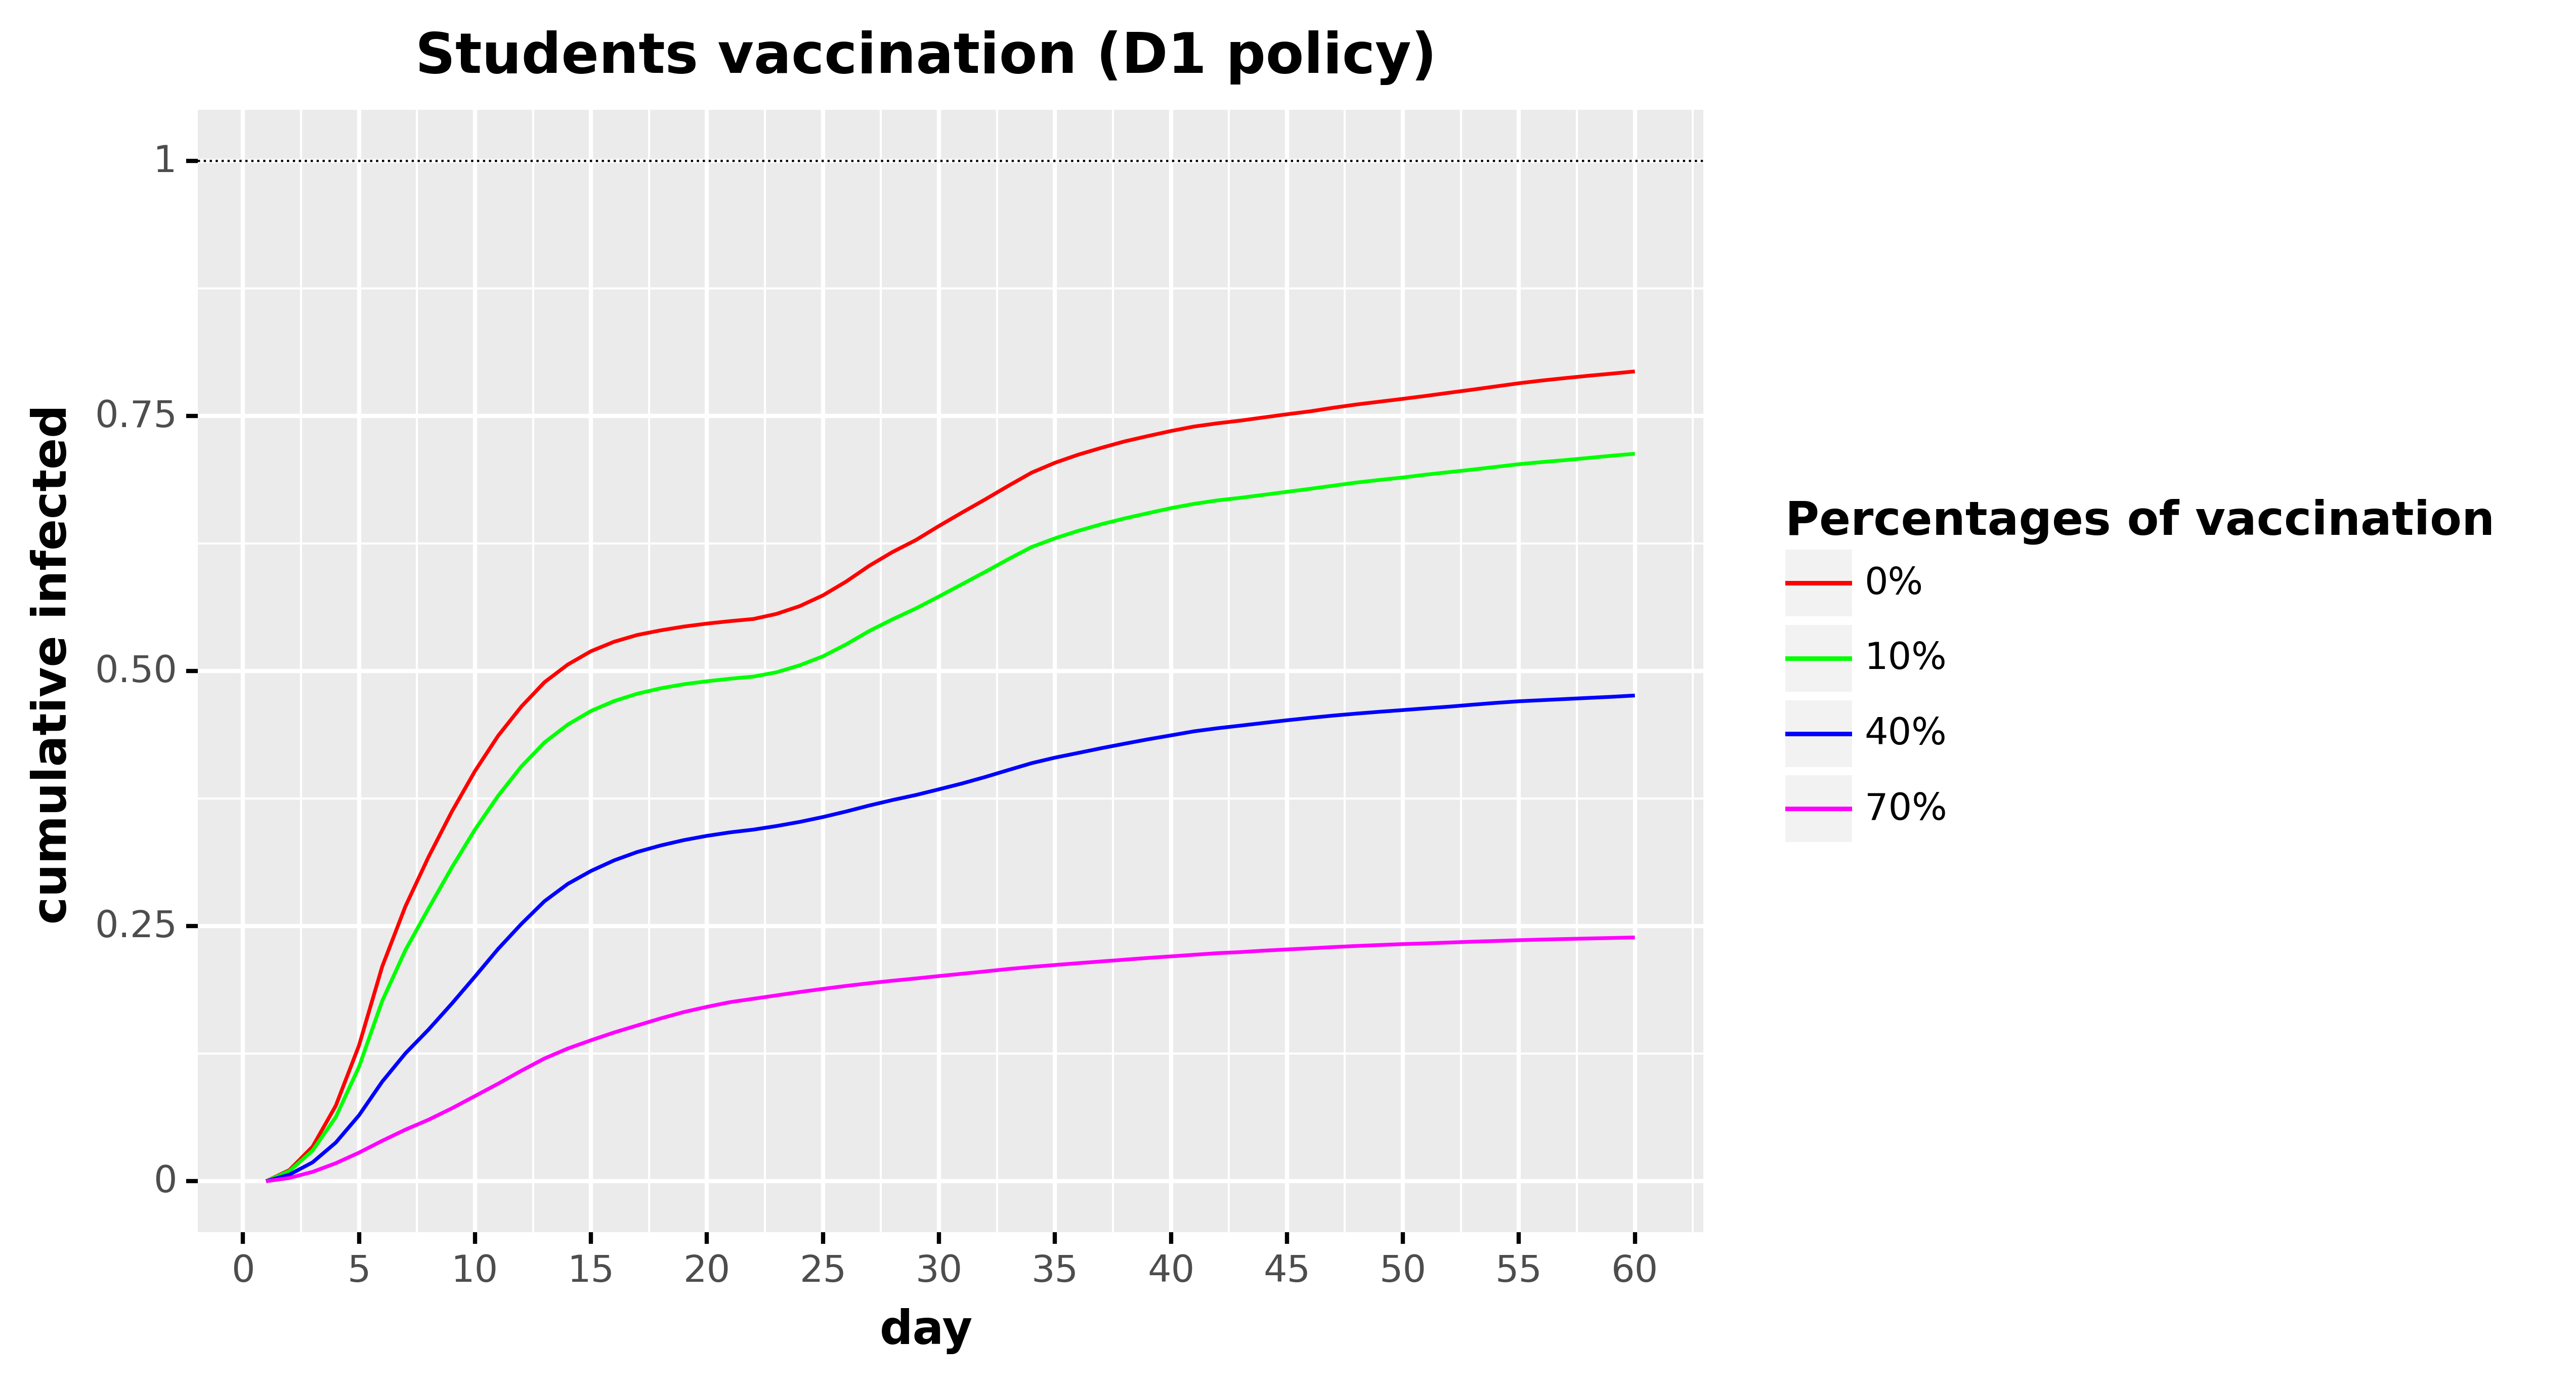 Students vaccination (D1 policy)
cumulative infected
1
0.75
0.50
0.25
0
0 5 10 15 20 25 30 35 40 45 50 55 60
day
Percentages of vaccination
0%
10%
40%
70%